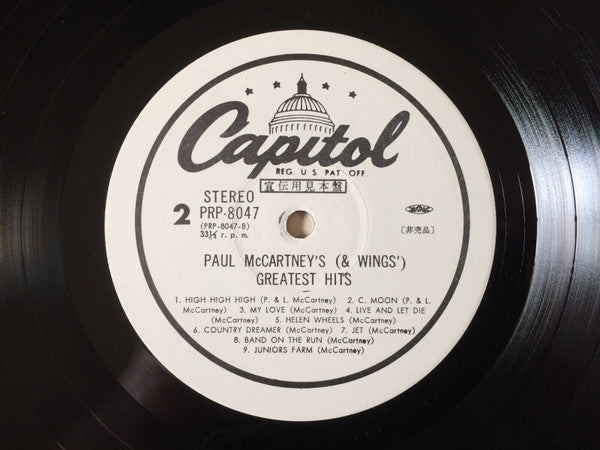 Capitol
REG. U.S. PAT. OFF.
宣伝用見本盤
STEREO
2 PRP-8047
(PRP-8047-B)
33⅓ r. p. m.
〔非売品〕
PAUL McCARTNEY'S (& WINGS')
GREATEST HITS
1. HIGH HIGH HIGH (P. & L. McCartney) 2. C. MOON (P. & L.
McCartney) 3. MY LOVE (McCartney) 4. LIVE AND LET DIE
(McCartney) 5. HELEN WHEELS (McCartney)
6. COUNTRY DREAMER (McCartney) 7. JET (McCartney)
8. BAND ON THE RUN (McCartney)
9. JUNIORS FARM (McCartney)